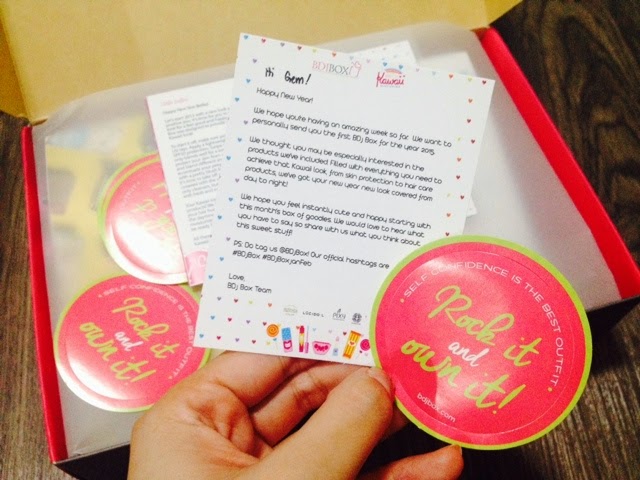 BDJBOX
Kawaii
Hi Gem!
Happy New Year!
We hope you're having an amazing week so far. We want to
personally send you the first BDJ Box for the year 2015.
We thought you may be especially interested in the
products we've included. Filled with everything you need to
achieve that Kawaii look, from skin protection to hair care
products, we've got your new year new look covered from
day to night!
We hope you feel instantly cute and happy starting with
this month's box of goodies. We would love to hear what
you have to say so share with us what you think about
this sweet stuff!
PS: Do tag us @BDJBox! Our official hashtags are
#BDJBox #BDJBoxJanFeb
Love,
BDJ Box Team
SELF CONFIDENCE IS THE BEST OUTFIT
Rock it
and
own it!
bdjbox.com
SELF CONFIDENCE IS THE BEST OUTFIT
Rock it
and
own it!